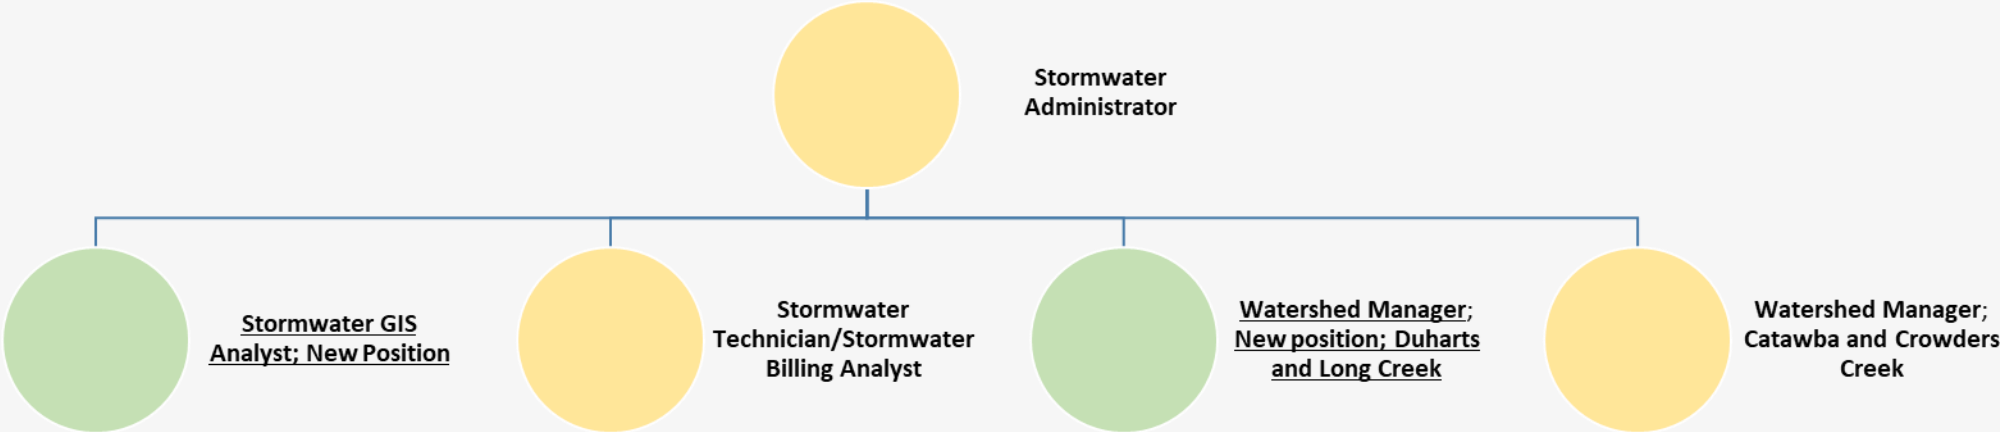 Stormwater
Administrator
Stormwater GIS
Analyst; New Position
Stormwater
Technician/Stormwater
Billing Analyst
Watershed Manager;
New position; Duharts
and Long Creek
Watershed Manager;
Catawba and Crowders
Creek